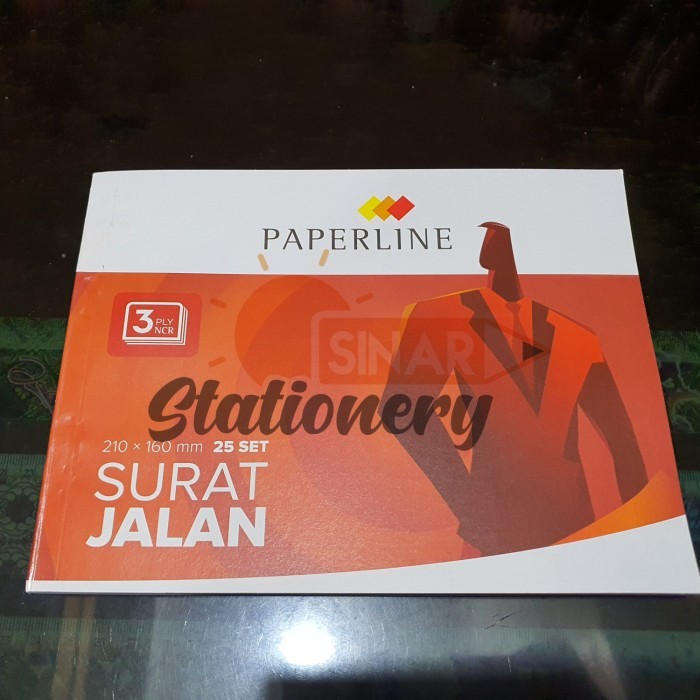 PAPERLINE
3 PLY
NCR
SINAR
Stationery
210 × 160 mm 25 SET
SURAT
JALAN